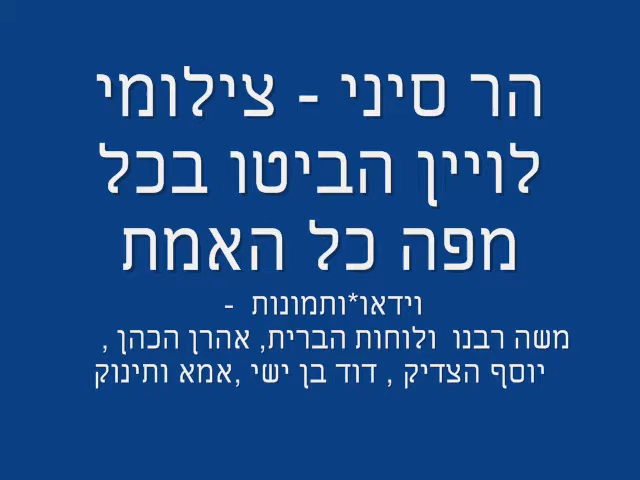 הר סיני - צילומי
לויין הביטו בכל
מפה כל האמת
וידאו*ותמונות -
משה רבנו ולוחות הברית, אהרן הכהן ,
יוסף הצדיק , דוד בן ישי ,אמא ותינוק